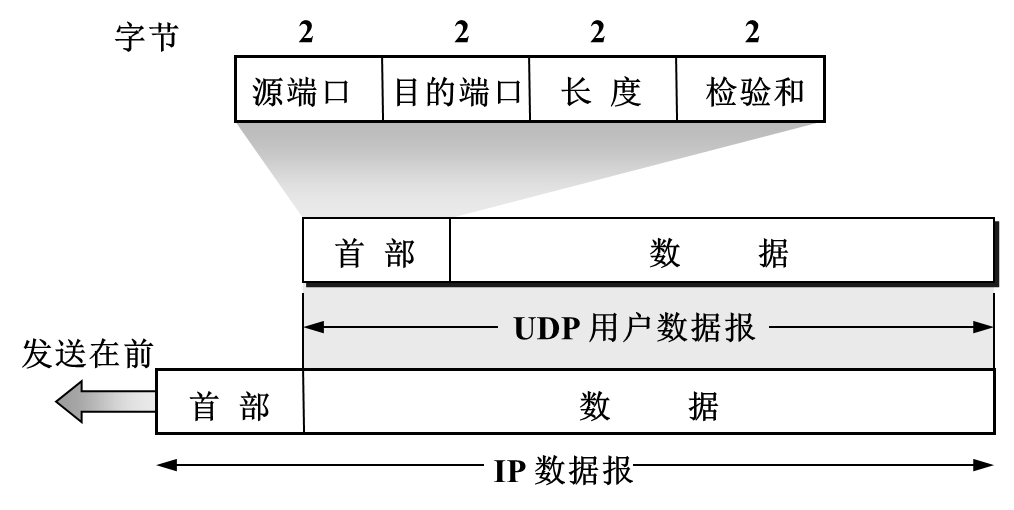 字节 2 2 2 2
源端口 目的端口 长 度 检验和
首 部 数 据
UDP 用户数据报
发送在前
首 部 数 据
IP 数据报